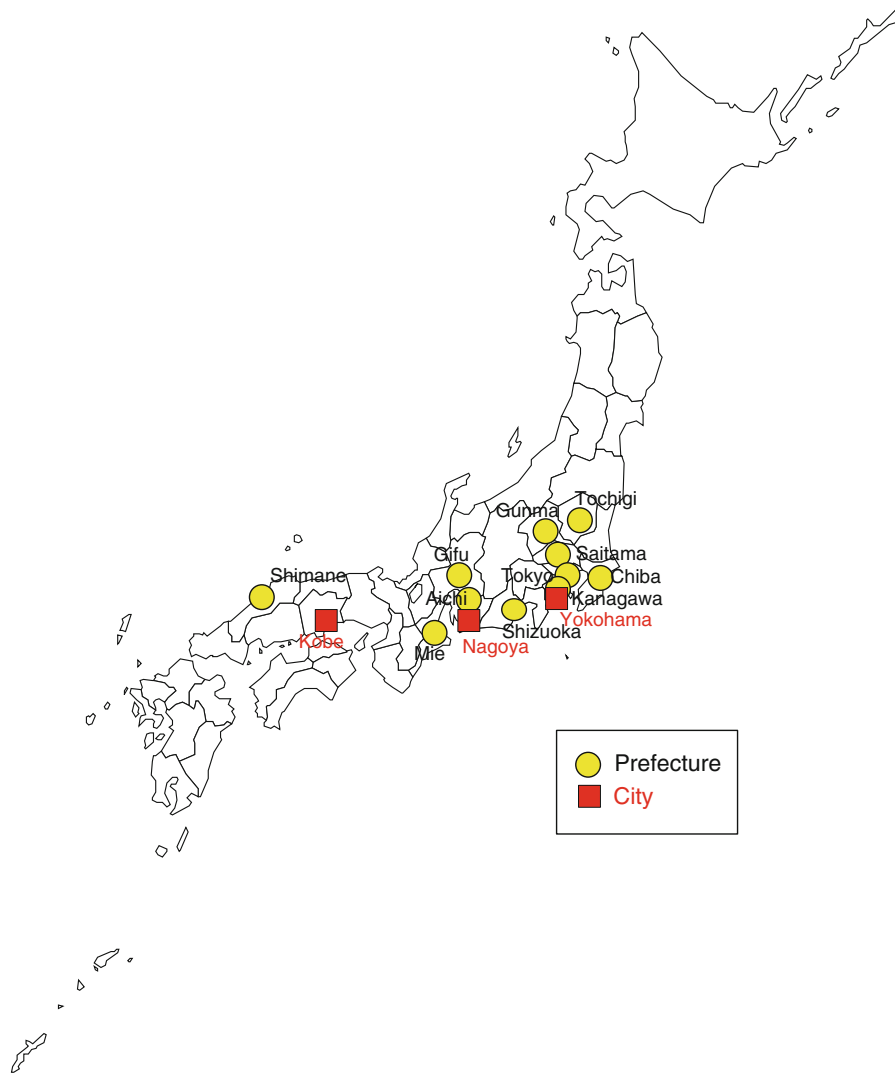 Tochigi
Gunma
Gifu
Saitama
Shimane
Tokyo
Chiba
Aichi
Kanagawa
Yokohama
Shizuoka
Kobe
Mie
Nagoya
Prefecture
City